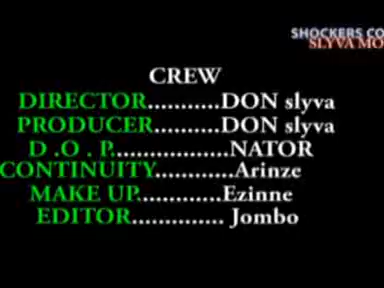 SHOCKERS CO
SLYVA MO
CREW
DIRECTOR...........DON slyva
PRODUCER..........DON slyva
D .O . P..................NATOR
CONTINUITY............Arinze
MAKE UP.............Ezinne
EDITOR.............. Jombo